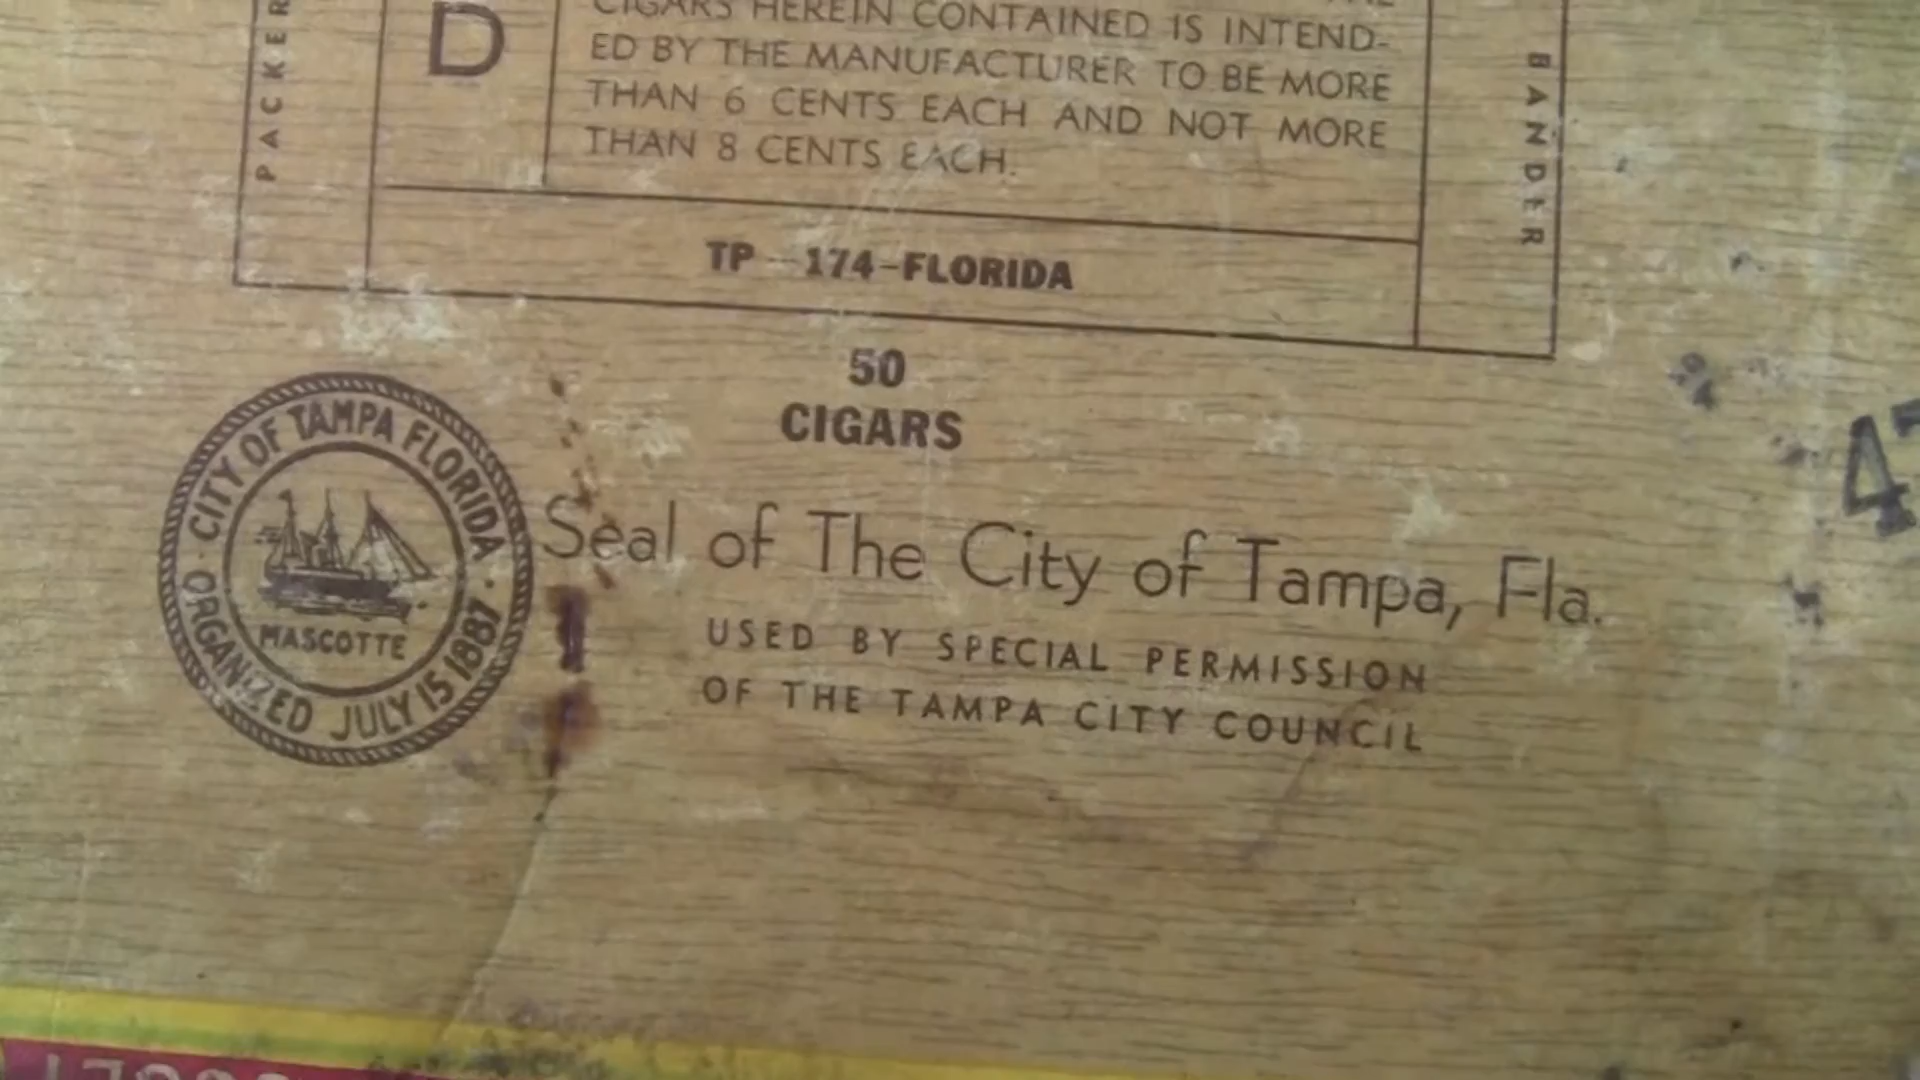 PACKER
D
CIGARS HEREIN CONTAINED IS INTEND-
ED BY THE MANUFACTURER TO BE MORE
THAN 6 CENTS EACH AND NOT MORE
THAN 8 CENTS EACH.
BANDER
TP - 174-FLORIDA
50
CIGARS
CITY OF TAMPA FLORIDA
MASCOTTE
ORGANIZED JULY 15 1887
Seal of The City of Tampa, Fla.
USED BY SPECIAL PERMISSION
OF THE TAMPA CITY COUNCIL